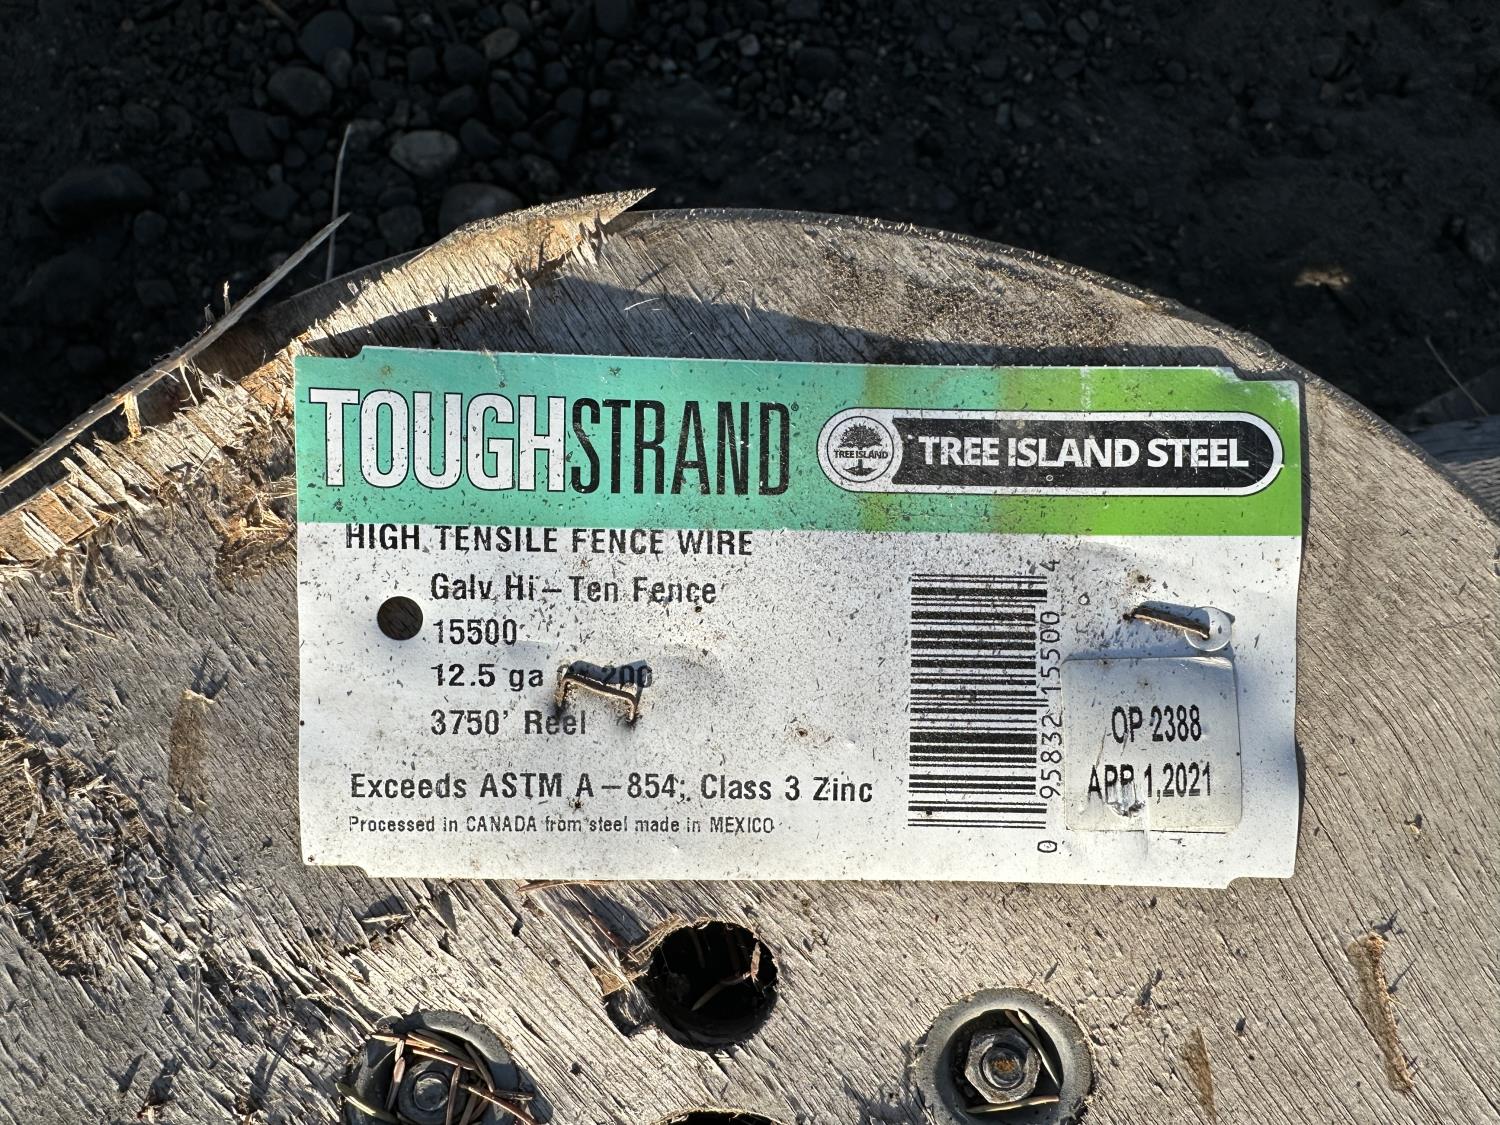 TOUGHSTRAND®
TREE ISLAND
TREE ISLAND STEEL
HIGH TENSILE FENCE WIRE
Galv Hi-Ten Fence
15500
12.5 ga 200
3750' Reel
Exceeds ASTM A-854; Class 3 Zinc
Processed in CANADA from steel made in MEXICO
0 95832 15500 4
OP 2388
APR 1,2021